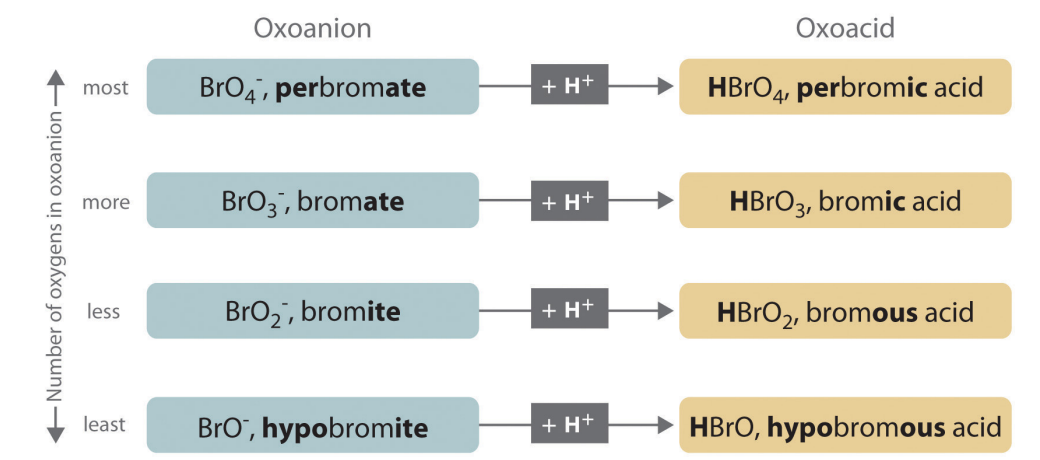 Oxoanion Oxoacid
Number of oxygens in oxoanion
most BrO₄⁻, perbromate + H⁺ HBrO₄, perbromic acid
more BrO₃⁻, bromate + H⁺ HBrO₃, bromic acid
less BrO₂⁻, bromite + H⁺ HBrO₂, bromous acid
least BrO⁻, hypobromite + H⁺ HBrO, hypobromous acid